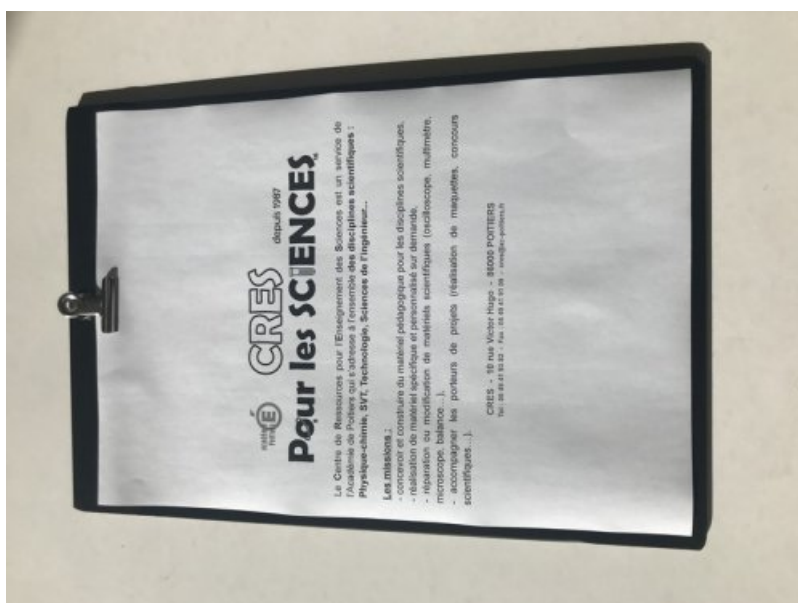 CRES depuis 1987
Pour les SCIENCES
Le Centre de Ressources pour l'Enseignement des Sciences est un service de
l'Académie de Poitiers qui s'adresse à l'ensemble des disciplines scientifiques :
Physique-chimie, SVT, Technologie, Sciences de l'Ingénieur...
Les missions :
- concevoir et construire du matériel pédagogique pour les disciplines scientifiques.
- réalisation de matériel spécifique et personnalisé sur demande.
- réparation ou modification de matériels scientifiques (oscilloscope, multimètre,
microscope, balance...).
- accompagner les porteurs de projets (réalisation de maquettes, concours
scientifiques...).
CRES - 10 rue Victor Hugo - 86000 POITIERS